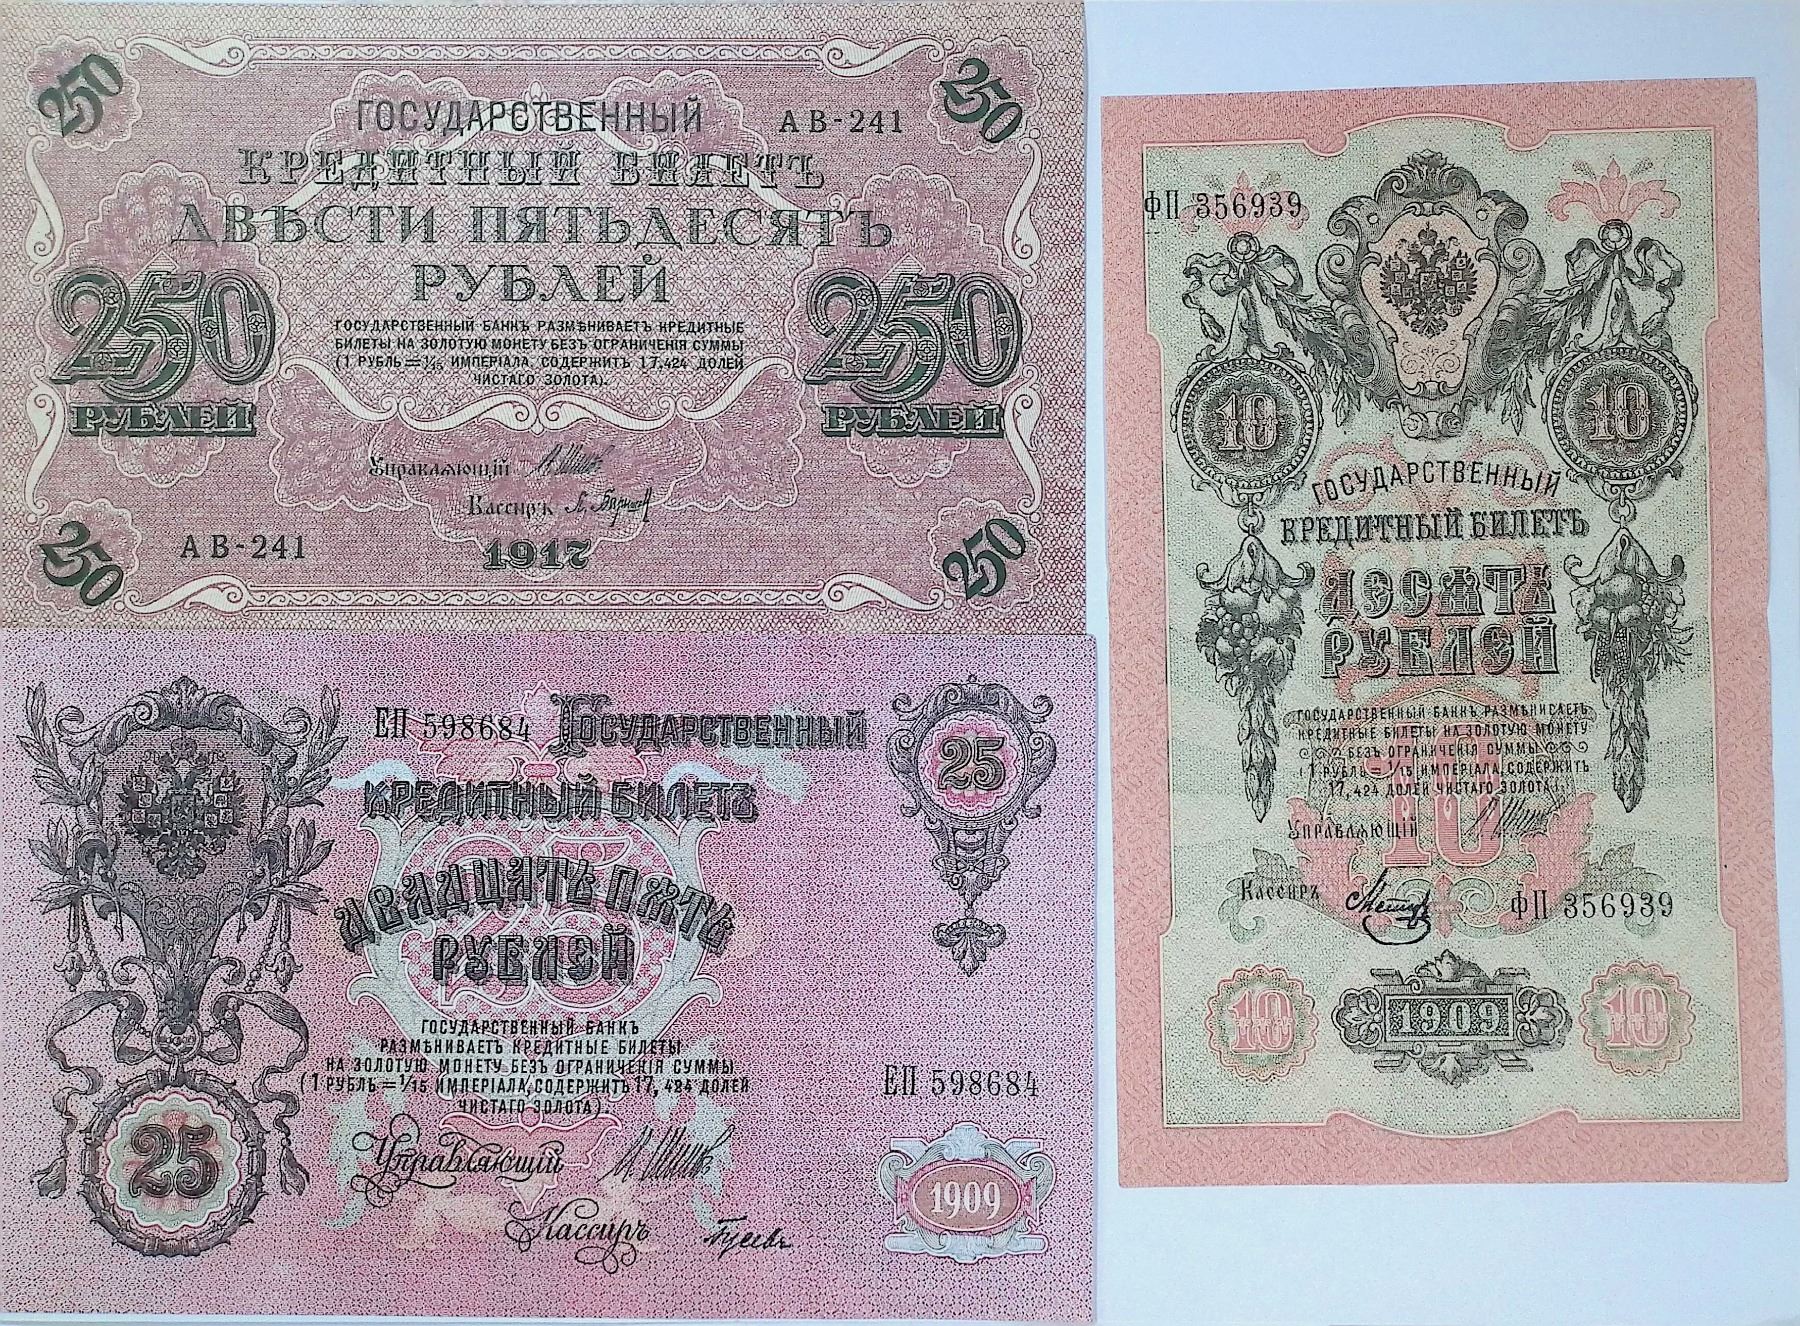 250
250
ГОСУДАРСТВЕННЫЙ
АВ-241
КРЕДИТНЫЙ БИЛЕТЪ
ДВѢСТИ ПЯТЬДЕСЯТЪ
РУБЛЕЙ
250
РУБЛЕЙ
250
РУБЛЕЙ
ГОСУДАРСТВЕННЫЙ БАНКЪ РАЗМѢНИВАЕТЪ КРЕДИТНЫЕ
БИЛЕТЫ НА ЗОЛОТУЮ МОНЕТУ БЕЗЪ ОГРАНИЧЕНІЯ СУММЫ
(1 РУБЛЬ = 1/15 ИМПЕРІАЛА, СОДЕРЖИТЪ 17,424 ДОЛЕЙ
ЧИСТАГО ЗОЛОТА).
Управляющій
Кассиръ
АВ-241
1917
250
250
ЕП 598684
ГОСУДАРСТВЕННЫЙ
КРЕДИТНЫЙ БИЛЕТЪ
25
25
ДВАДЦАТЬ ПЯТЬ
РУБЛЕЙ
ГОСУДАРСТВЕННЫЙ БАНКЪ
РАЗМѢНИВАЕТЪ КРЕДИТНЫЕ БИЛЕТЫ
НА ЗОЛОТУЮ МОНЕТУ БЕЗЪ ОГРАНИЧЕНІЯ СУММЫ
(1 РУБЛЬ = 1/15 ИМПЕРІАЛА, СОДЕРЖИТЪ 17,424 ДОЛЕЙ
ЧИСТАГО ЗОЛОТА).
ЕП 598684
25
Управляющій
Кассиръ
1909
ФП 356939
10
10
ГОСУДАРСТВЕННЫЙ
КРЕДИТНЫЙ БИЛЕТЪ
ДЕСЯТЬ
РУБЛЕЙ
ГОСУДАРСТВЕННЫЙ БАНКЪ РАЗМѢНИВАЕТЪ
КРЕДИТНЫЕ БИЛЕТЫ НА ЗОЛОТУЮ МОНЕТУ
БЕЗЪ ОГРАНИЧЕНІЯ СУММЫ
(1 РУБЛЬ = 1/15 ИМПЕРІАЛА, СОДЕРЖИТЪ
17,424 ДОЛЕЙ ЧИСТАГО ЗОЛОТА).
10
УПРАВЛЯЮЩІЙ
КАССИРЪ
ФП 356939
10
1909
10